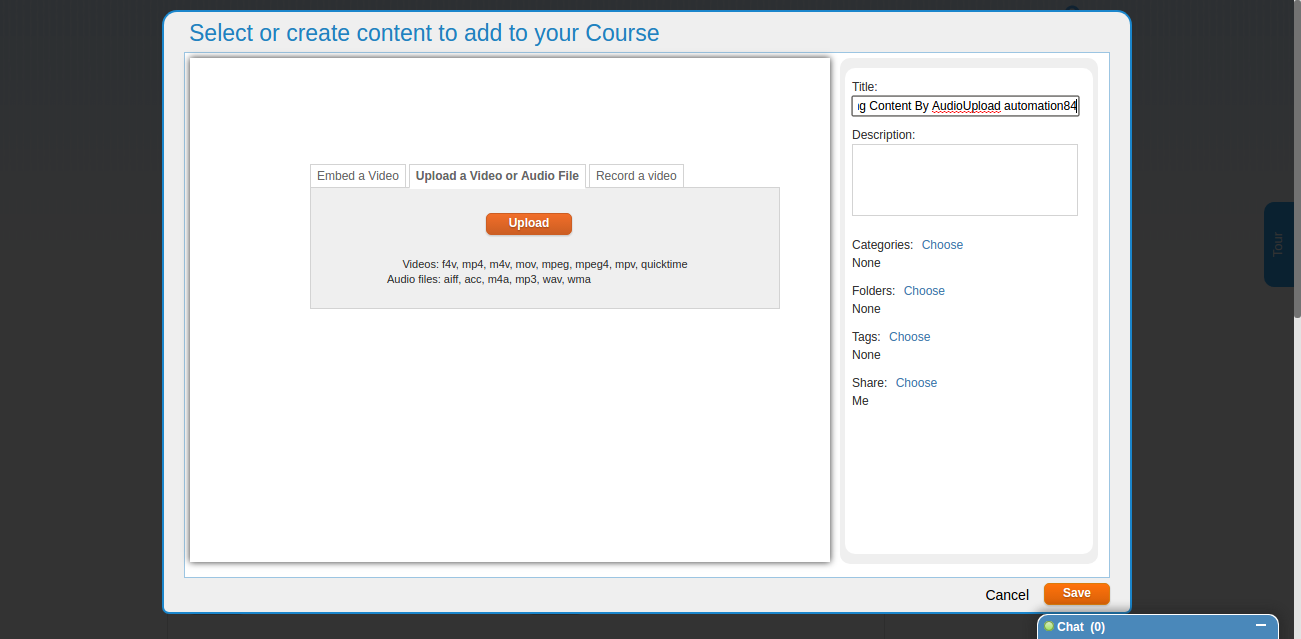 Select or create content to add to your Course
Embed a Video
Upload a Video or Audio File
Record a video
Upload
Videos: f4v, mp4, m4v, mov, mpeg, mpeg4, mpv, quicktime
Audio files: aiff, acc, m4a, mp3, wav, wma
Title:
Content By AudioUpload automation84
Description:
Categories: Choose
None
Folders: Choose
None
Tags: Choose
None
Share: Choose
Me
Tour
Cancel
Save
Chat (0)